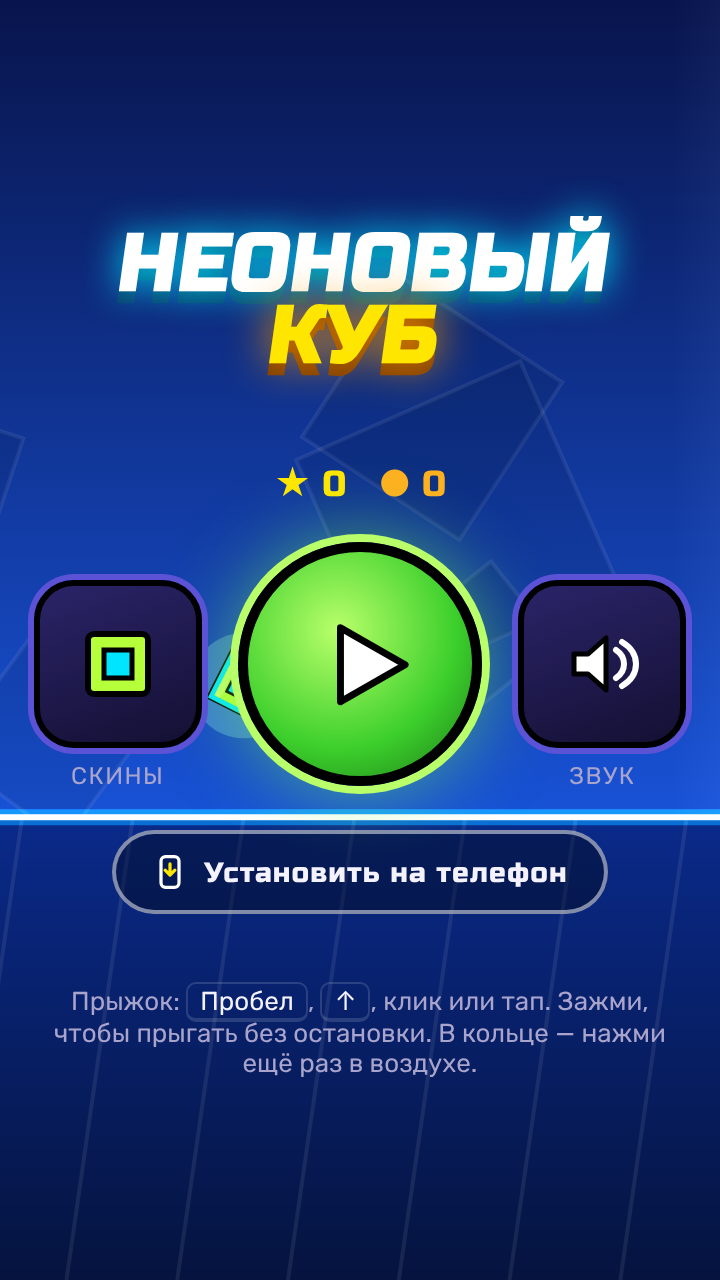 НЕОНОВЫЙ
КУБ
★ 0 0
СКИНЫ
ЗВУК
Установить на телефон
Прыжок: Пробел, ↑, клик или тап. Зажми,
чтобы прыгать без остановки. В кольце — нажми
ещё раз в воздухе.